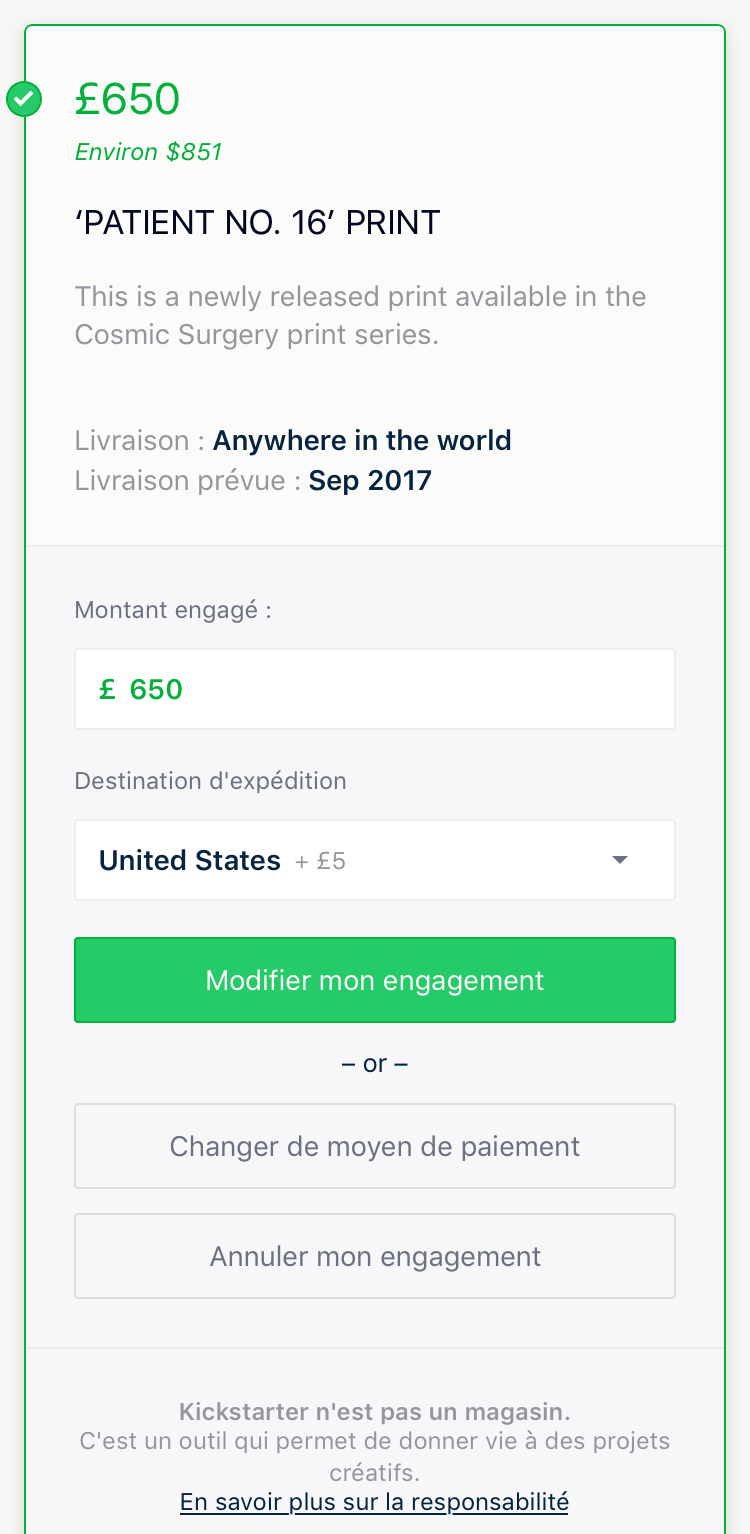 £650
Environ $851
‘PATIENT NO. 16’ PRINT
This is a newly released print available in the
Cosmic Surgery print series.
Livraison : Anywhere in the world
Livraison prévue : Sep 2017
Montant engagé :
£ 650
Destination d'expédition
United States + £5
Modifier mon engagement
– or –
Changer de moyen de paiement
Annuler mon engagement
Kickstarter n'est pas un magasin.
C'est un outil qui permet de donner vie à des projets
créatifs.
En savoir plus sur la responsabilité